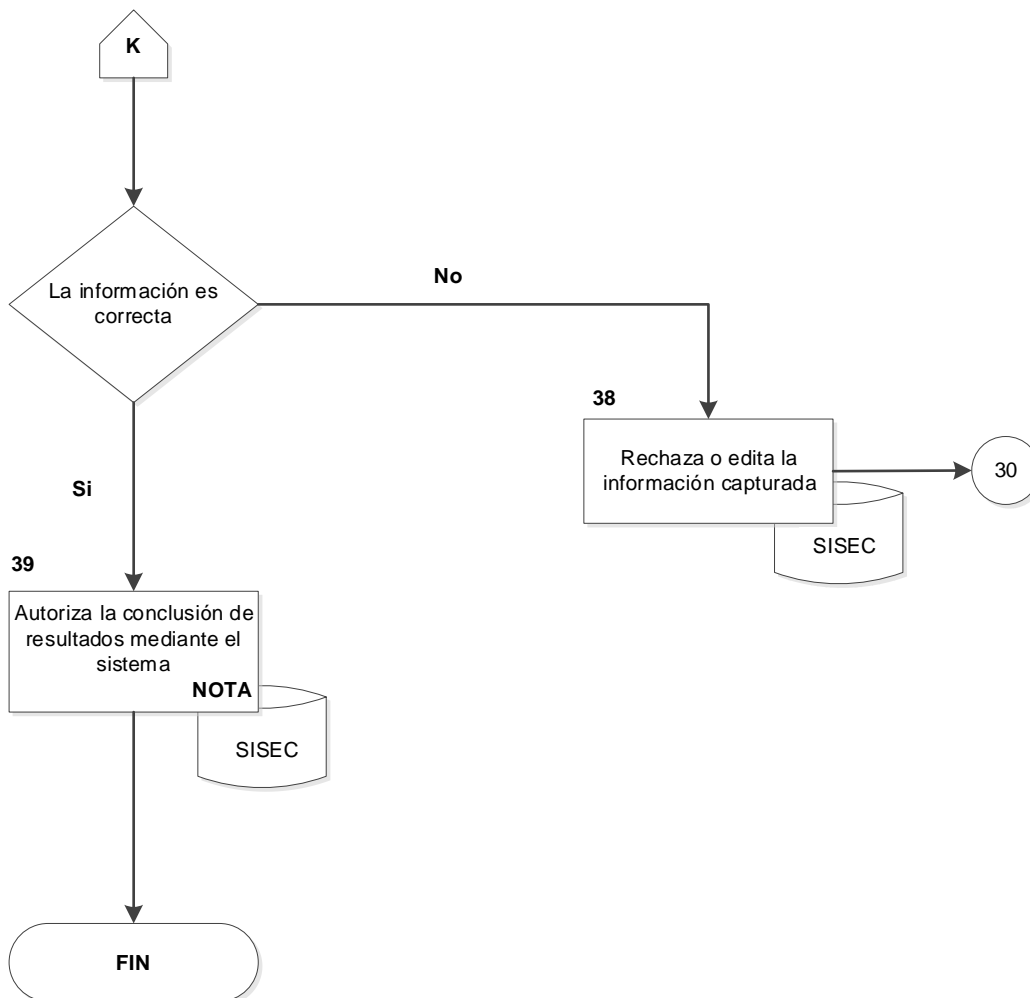 K
La información es
correcta
No
38
Rechaza o edita la
información capturada
30
SISEC
Si
39
Autoriza la conclusión de
resultados mediante el
sistema
NOTA
SISEC
FIN